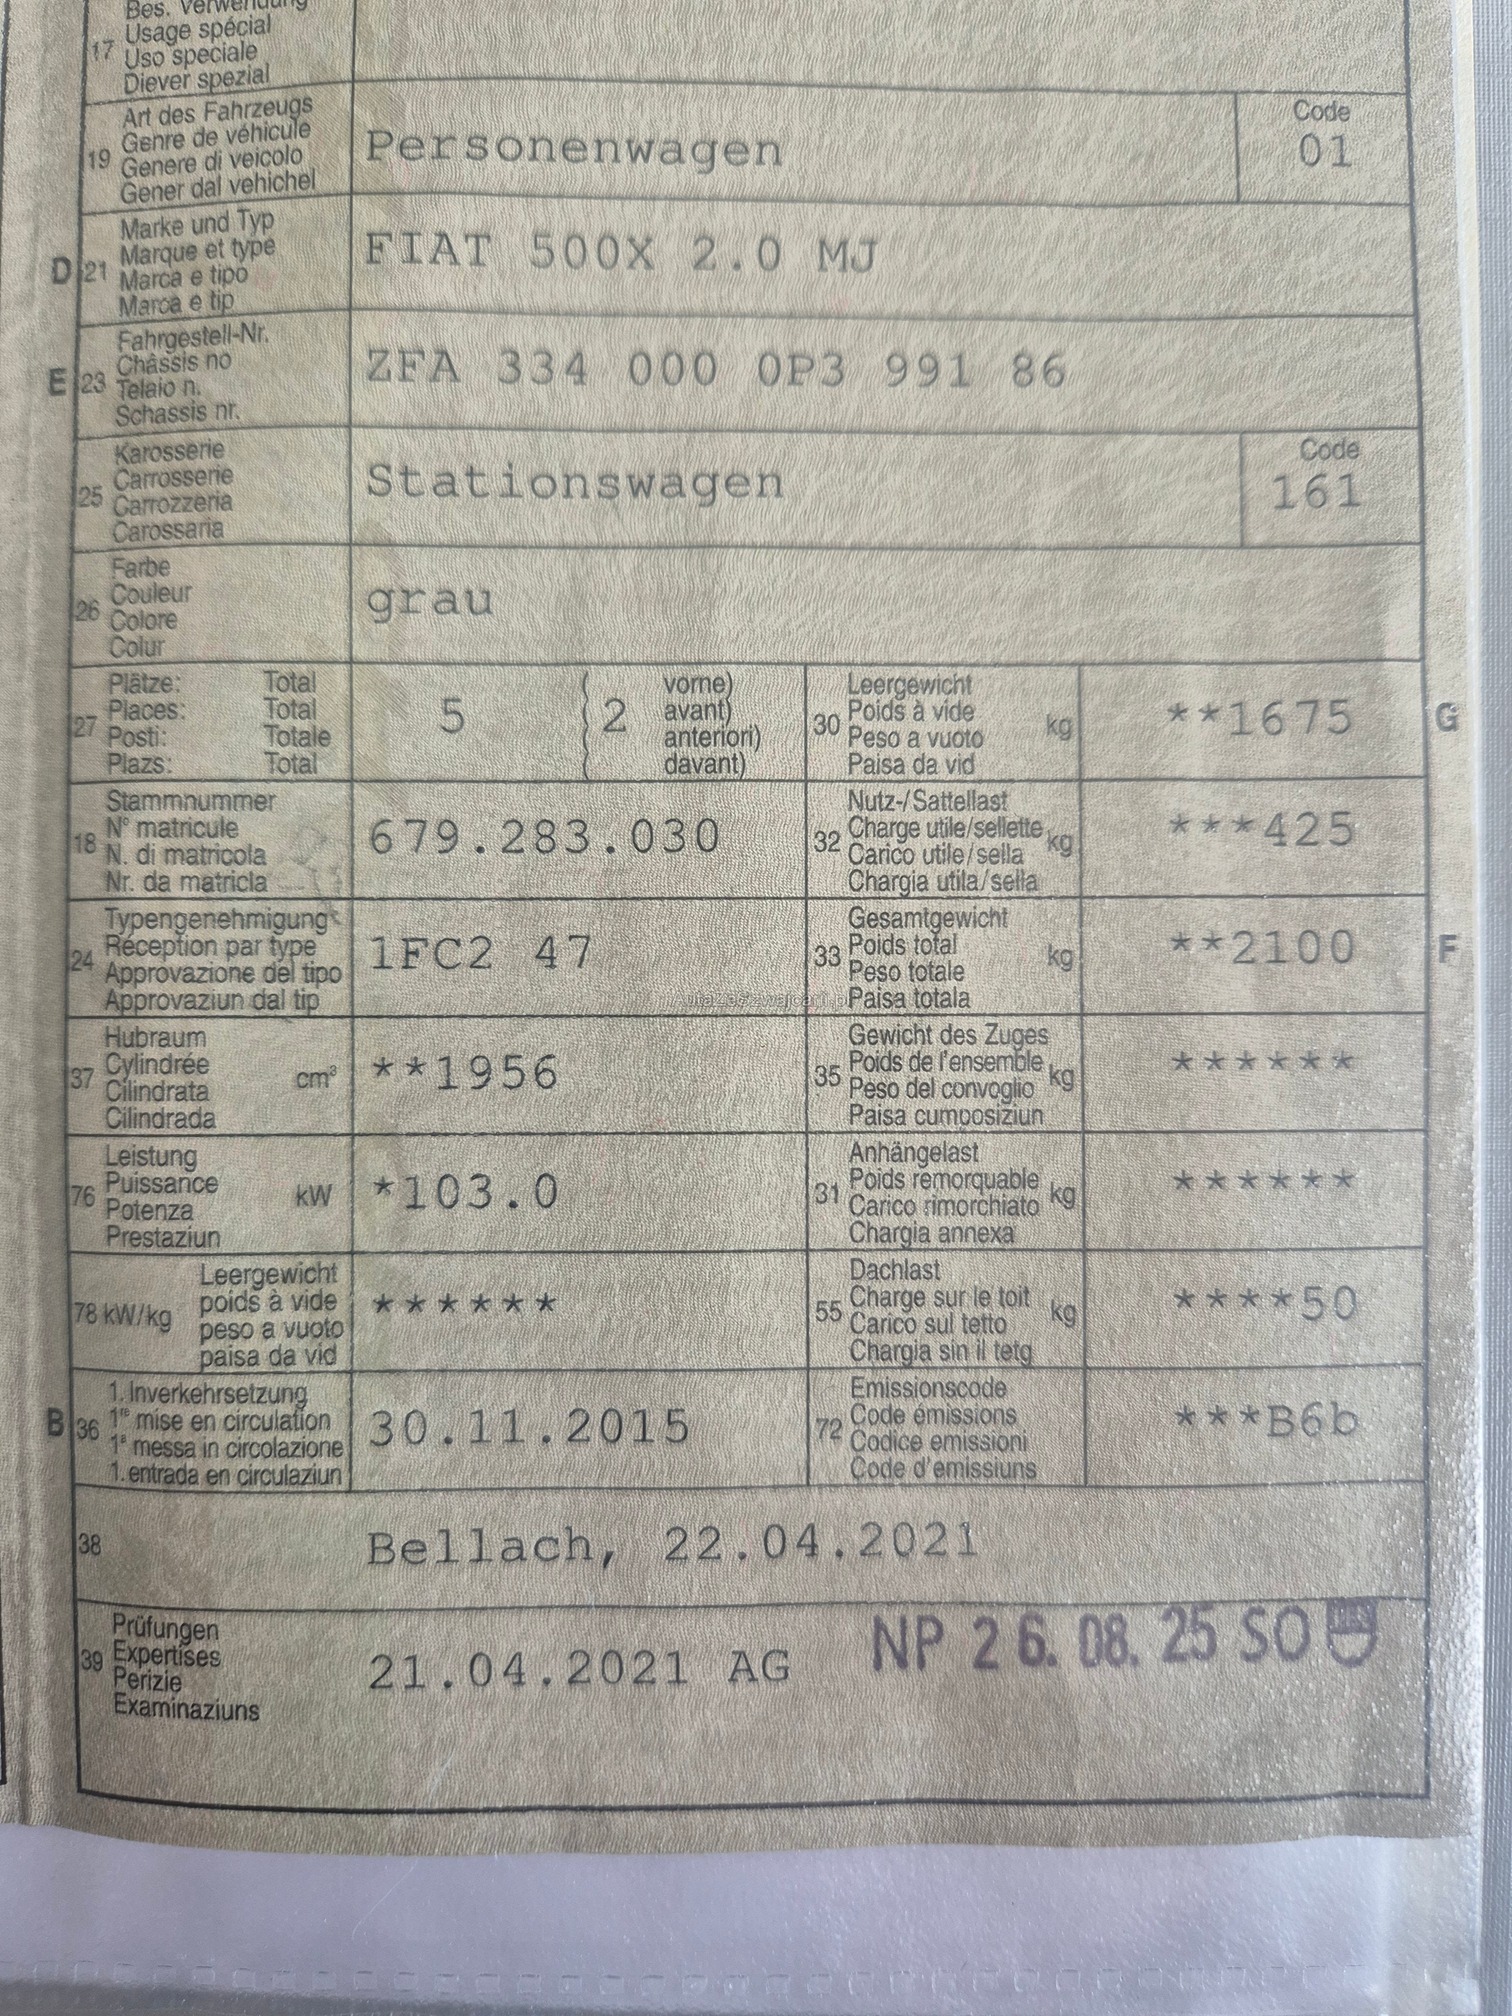 Bes. Verwendung
17 Usage spécial
Uso speciale
Diever spezial
19 Art des Fahrzeugs
Genre de véhicule
Genere di veicolo
Gener dal vehichel
Personenwagen
Code
01
D 21 Marke und Typ
Marque et type
Marca e tipo
Marca e tip
FIAT 500X 2.0 MJ
E 23 Fahrgestell-Nr.
Châssis no
Telaio n.
Schassis nr.
ZFA 334 000 0P3 991 86
25 Karosserie
Carrosserie
Carrozzeria
Carossaria
Stationswagen
Code
161
26 Farbe
Couleur
Colore
Colur
grau
27 Plätze: Total
Places: Total
Posti: Totale
Plazs: Total
5 ( 2 vorne)
avant)
anteriori)
davant)
30 Leergewicht
Poids à vide
Peso a vuoto
Paisa da vid
kg
**1675 G
18 Stammnummer
N° matricule
N. di matricola
Nr. da matricla
679.283.030
32 Nutz-/Sattellast
Charge utile/sellette
Carico utile/sella
Chargia utila/sella
kg
***425
24 Typengenehmigung
Réception par type
Approvazione del tipo
Approvaziun dal tip
1FC2 47
33 Gesamtgewicht
Poids total
Peso totale
Paisa totala
kg
**2100 F
37 Hubraum
Cylindrée
Cilindrata
Cilindrada
cm³
**1956
35 Gewicht des Zuges
Poids de l'ensemble
Peso del convoglio
Paisa cumposiziun
kg
******
76 Leistung
Puissance
Potenza
Prestaziun
kW
*103.0
31 Anhängelast
Poids remorquable
Carico rimorchiato
Chargia annexa
kg
******
78 kW/kg Leergewicht
poids à vide
peso a vuoto
paisa da vid
******
55 Dachlast
Charge sur le toit
Carico sul tetto
Chargia sin il tetg
kg
****50
B 36 1. Inverkehrsetzung
1re mise en circulation
1a messa in circolazione
1. entrada en circulaziun
30.11.2015
72 Emissionscode
Code émissions
Codice emissioni
Code d'emissiuns
***B6b
38 Bellach, 22.04.2021
39 Prüfungen
Expertises
Perizie
Examinaziuns
21.04.2021 AG
NP 26.08.25 SO